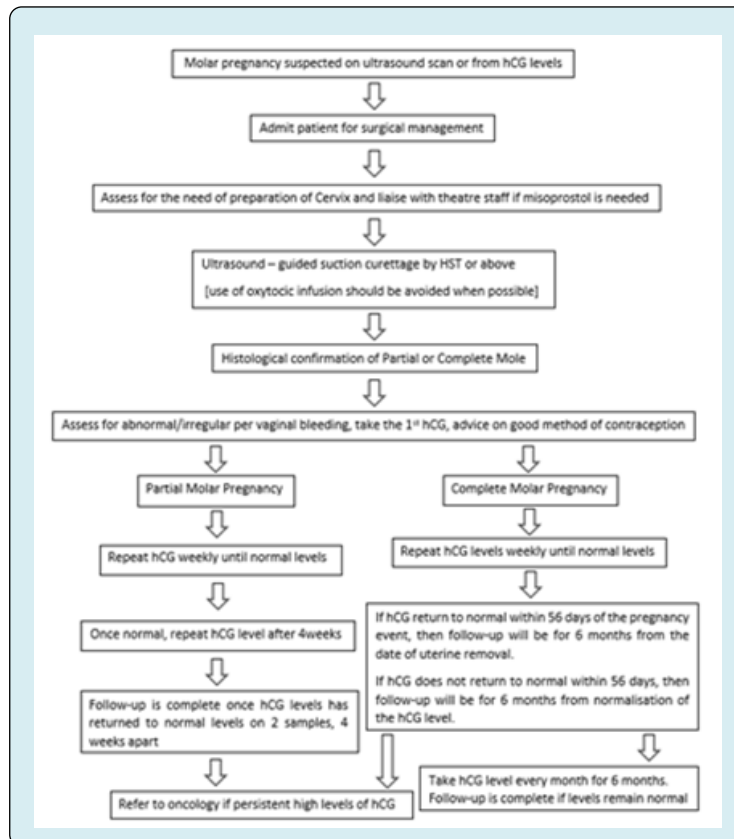 Molar pregnancy suspected on ultrasound scan or from hCG levels
Admit patient for surgical management
Assess for the need of preparation of Cervix and liaise with theatre staff if misoprostol is needed
Ultrasound – guided suction curettage by HST or above
[use of oxytocic infusion should be avoided when possible]
Histological confirmation of Partial or Complete Mole
Assess for abnormal/irregular per vaginal bleeding, take the 1st hCG, advice on good method of contraception
Partial Molar Pregnancy
Repeat hCG weekly until normal levels
Once normal, repeat hCG level after 4weeks
Follow-up is complete once hCG levels has
returned to normal levels on 2 samples, 4
weeks apart
Complete Molar Pregnancy
Repeat hCG levels weekly until normal levels
If hCG return to normal within 56 days of the pregnancy
event, then follow-up will be for 6 months from the
date of uterine removal.
If hCG does not return to normal within 56 days, then
follow-up will be for 6 months from normalisation of
the hCG level.
Take hCG level every month for 6 months.
Follow-up is complete if levels remain normal
Refer to oncology if persistent high levels of hCG